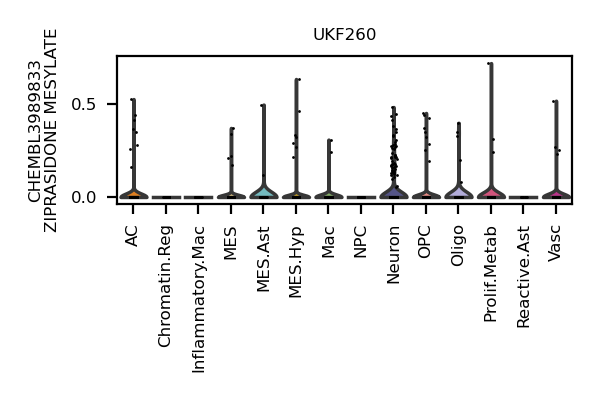 UKF260
CHEMBL3989833
ZIPRASIDONE MESYLATE
0.5
0.0
AC
Chromatin.Reg
Inflammatory.Mac
MES
MES.Ast
MES.Hyp
Mac
NPC
Neuron
OPC
Oligo
Prolif.Metab
Reactive.Ast
Vasc